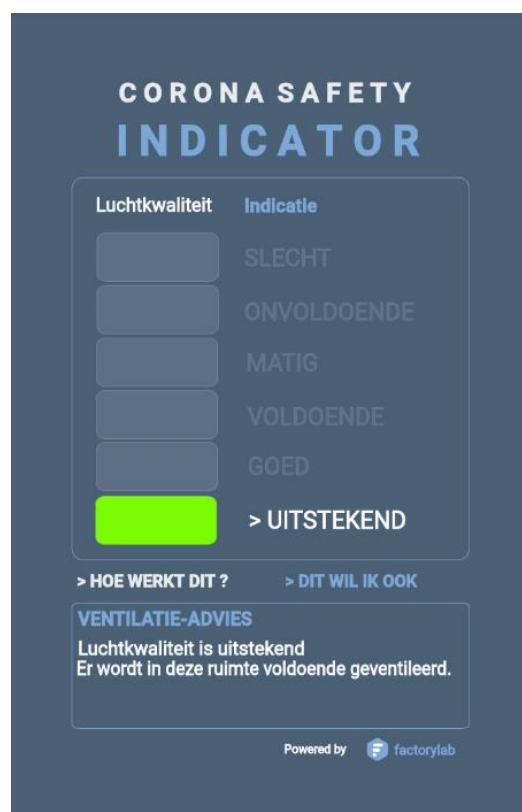 CORONA SAFETY
INDICATOR
Luchtkwaliteit Indicatie
SLECHT
ONVOLDOENDE
MATIG
VOLDOENDE
GOED
> UITSTEKEND
> HOE WERKT DIT ? > DIT WIL IK OOK
VENTILATIE-ADVIES
Luchtkwaliteit is uitstekend
Er wordt in deze ruimte voldoende geventileerd.
Powered by factorylab